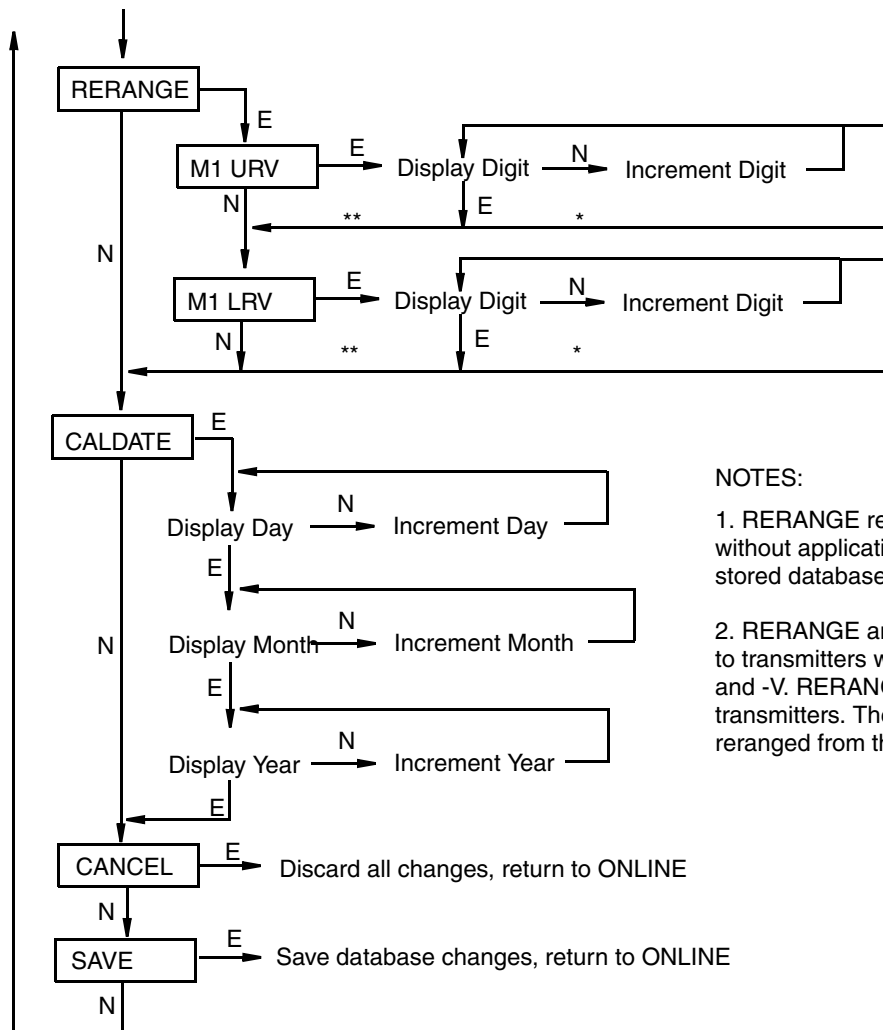 RERANGE
E
M1 URV
E
Display Digit
N
Increment Digit
N
E
**
*
N
M1 LRV
E
Display Digit
N
Increment Digit
N
E
**
*
CALDATE
E
Display Day
N
Increment Day
E
N
Display Month
N
Increment Month
E
Display Year
N
Increment Year
E
NOTES:
1. RERANGE re
without applicati
stored database
2. RERANGE a
to transmitters w
and -V. RERAN
transmitters. The
reranged from th
CANCEL
E
Discard all changes, return to ONLINE
N
SAVE
E
Save database changes, return to ONLINE
N